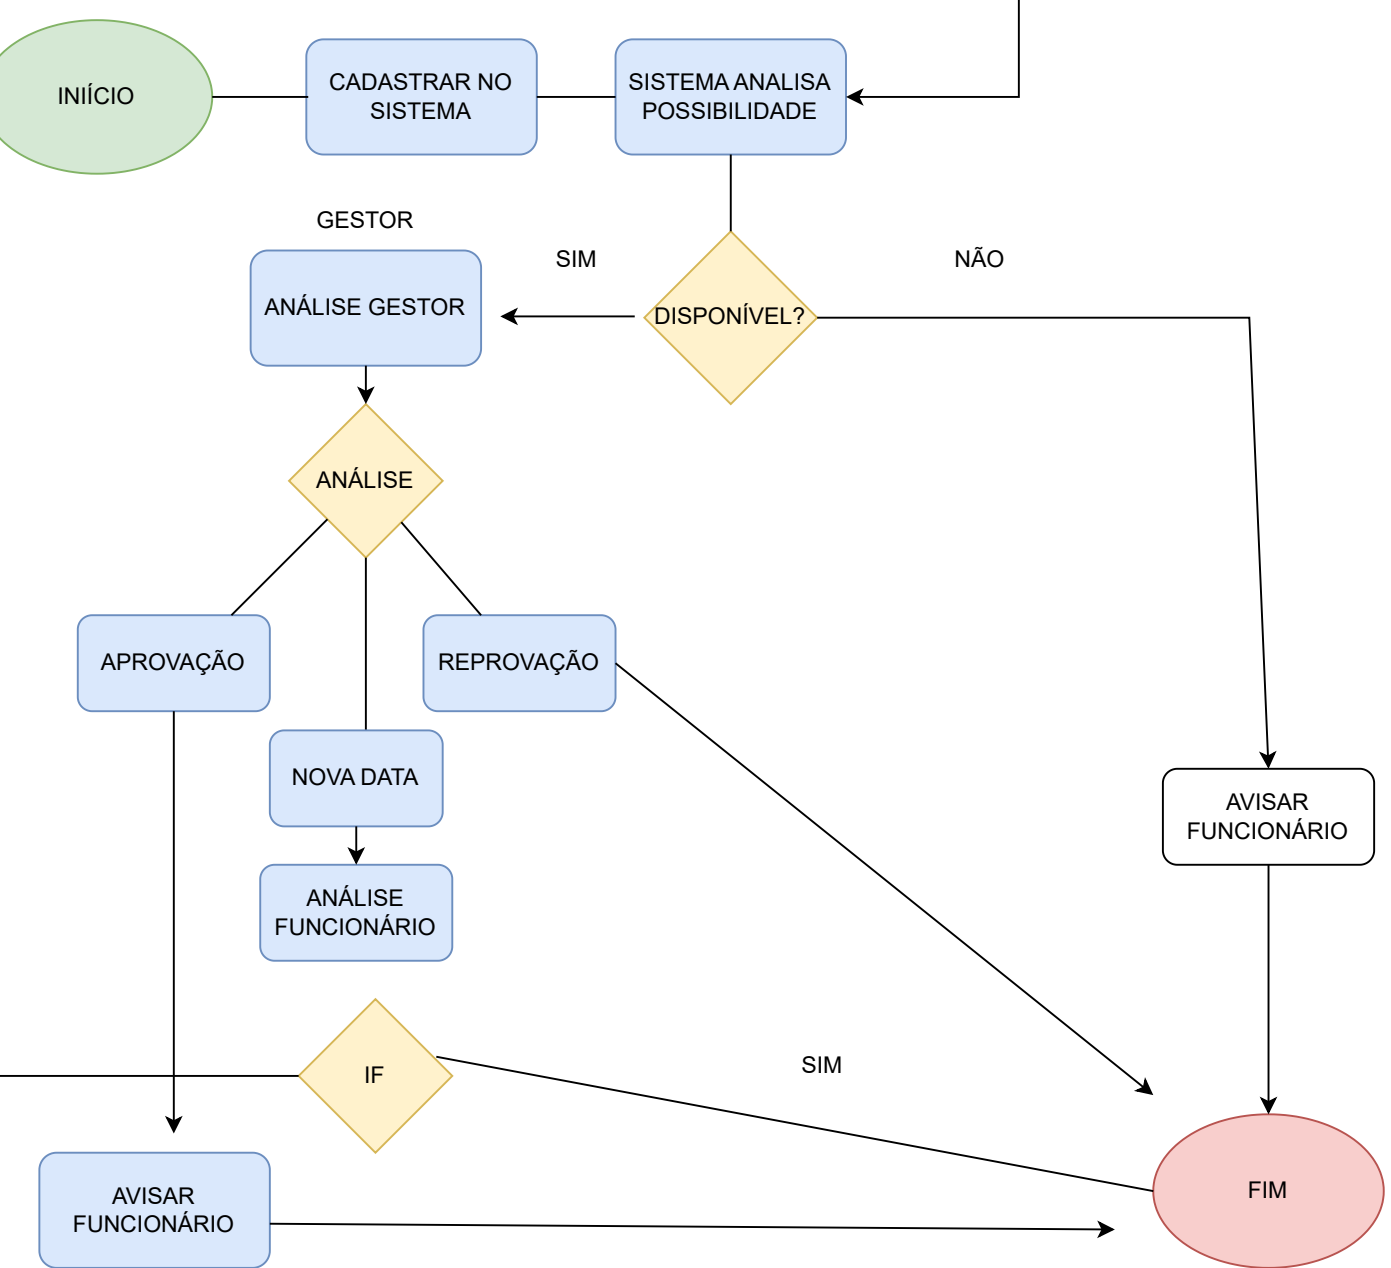 INIÍCIO
CADASTRAR NO
SISTEMA
SISTEMA ANALISA
POSSIBILIDADE
GESTOR
SIM
NÃO
ANÁLISE GESTOR
DISPONÍVEL?
ANÁLISE
APROVAÇÃO
REPROVAÇÃO
NOVA DATA
AVISAR
FUNCIONÁRIO
ANÁLISE
FUNCIONÁRIO
IF
SIM
AVISAR
FUNCIONÁRIO
FIM